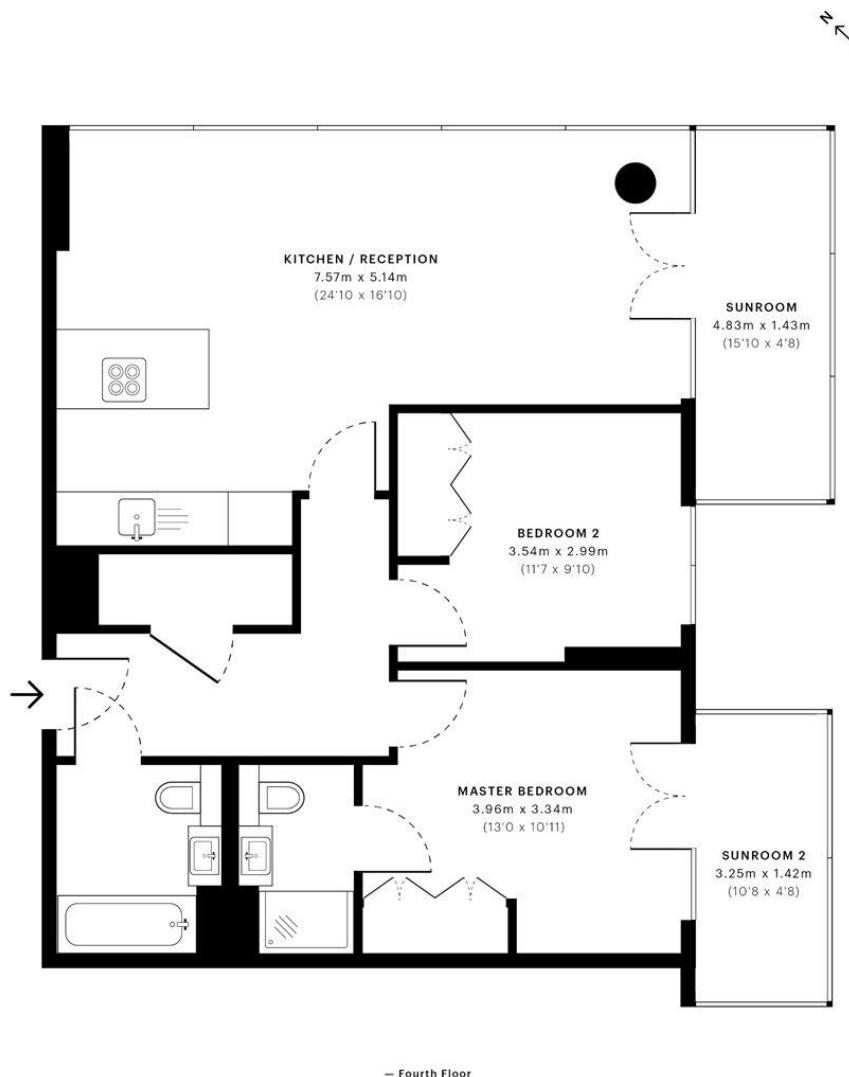 N
KITCHEN / RECEPTION
7.57m x 5.14m
(24'10 x 16'10)
SUNROOM
4.83m x 1.43m
(15'10 x 4'8)
BEDROOM 2
3.54m x 2.99m
(11'7 x 9'10)
MASTER BEDROOM
3.96m x 3.34m
(13'0 x 10'11)
SUNROOM 2
3.25m x 1.42m
(10'8 x 4'8)
— Fourth Floor